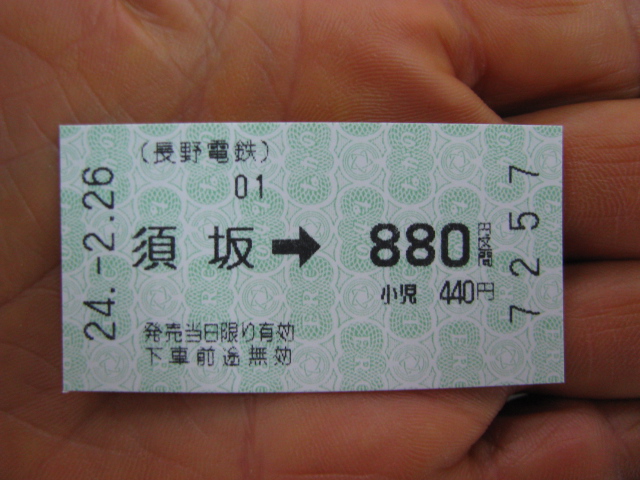 (長野電鉄)
01
24.-2.26
須坂➡880円区間
小児 440円
発売当日限り有効
下車前途無効
7257